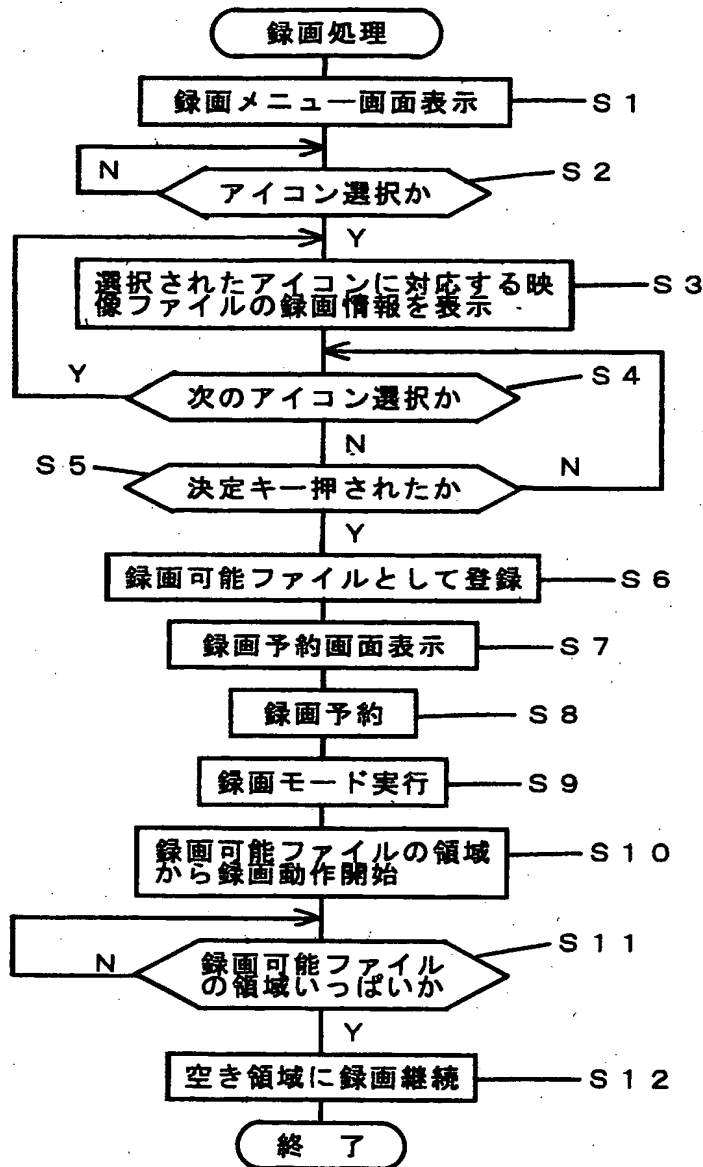 録画処理
録画メニュー画面表示
S1
N
アイコン選択か
S2
Y
選択されたアイコンに対応する映
像ファイルの録画情報を表示
S3
Y
次のアイコン選択か
S4
N
S5
決定キー押されたか
N
Y
録画可能ファイルとして登録
S6
録画予約画面表示
S7
録画予約
S8
録画モード実行
S9
録画可能ファイルの領域
から録画動作開始
S10
N
録画可能ファイル
の領域いっぱいか
S11
Y
空き領域に録画継続
S12
終了